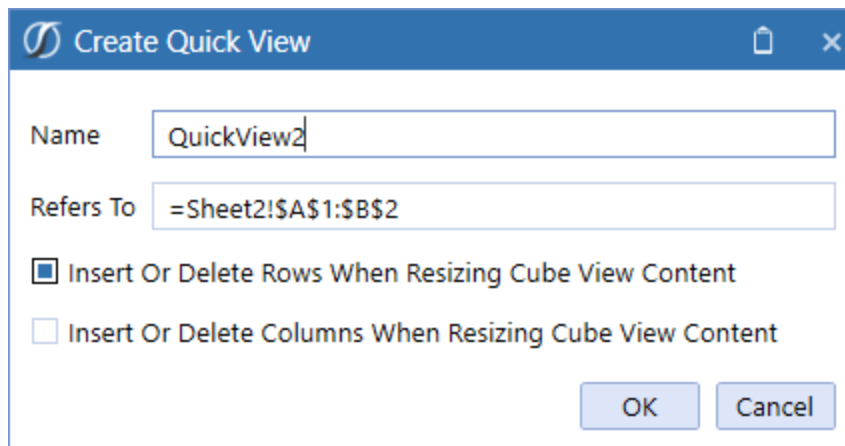 Create Quick View
Name QuickView2
Refers To =Sheet2!$A$1:$B$2
Insert Or Delete Rows When Resizing Cube View Content
Insert Or Delete Columns When Resizing Cube View Content
OK Cancel